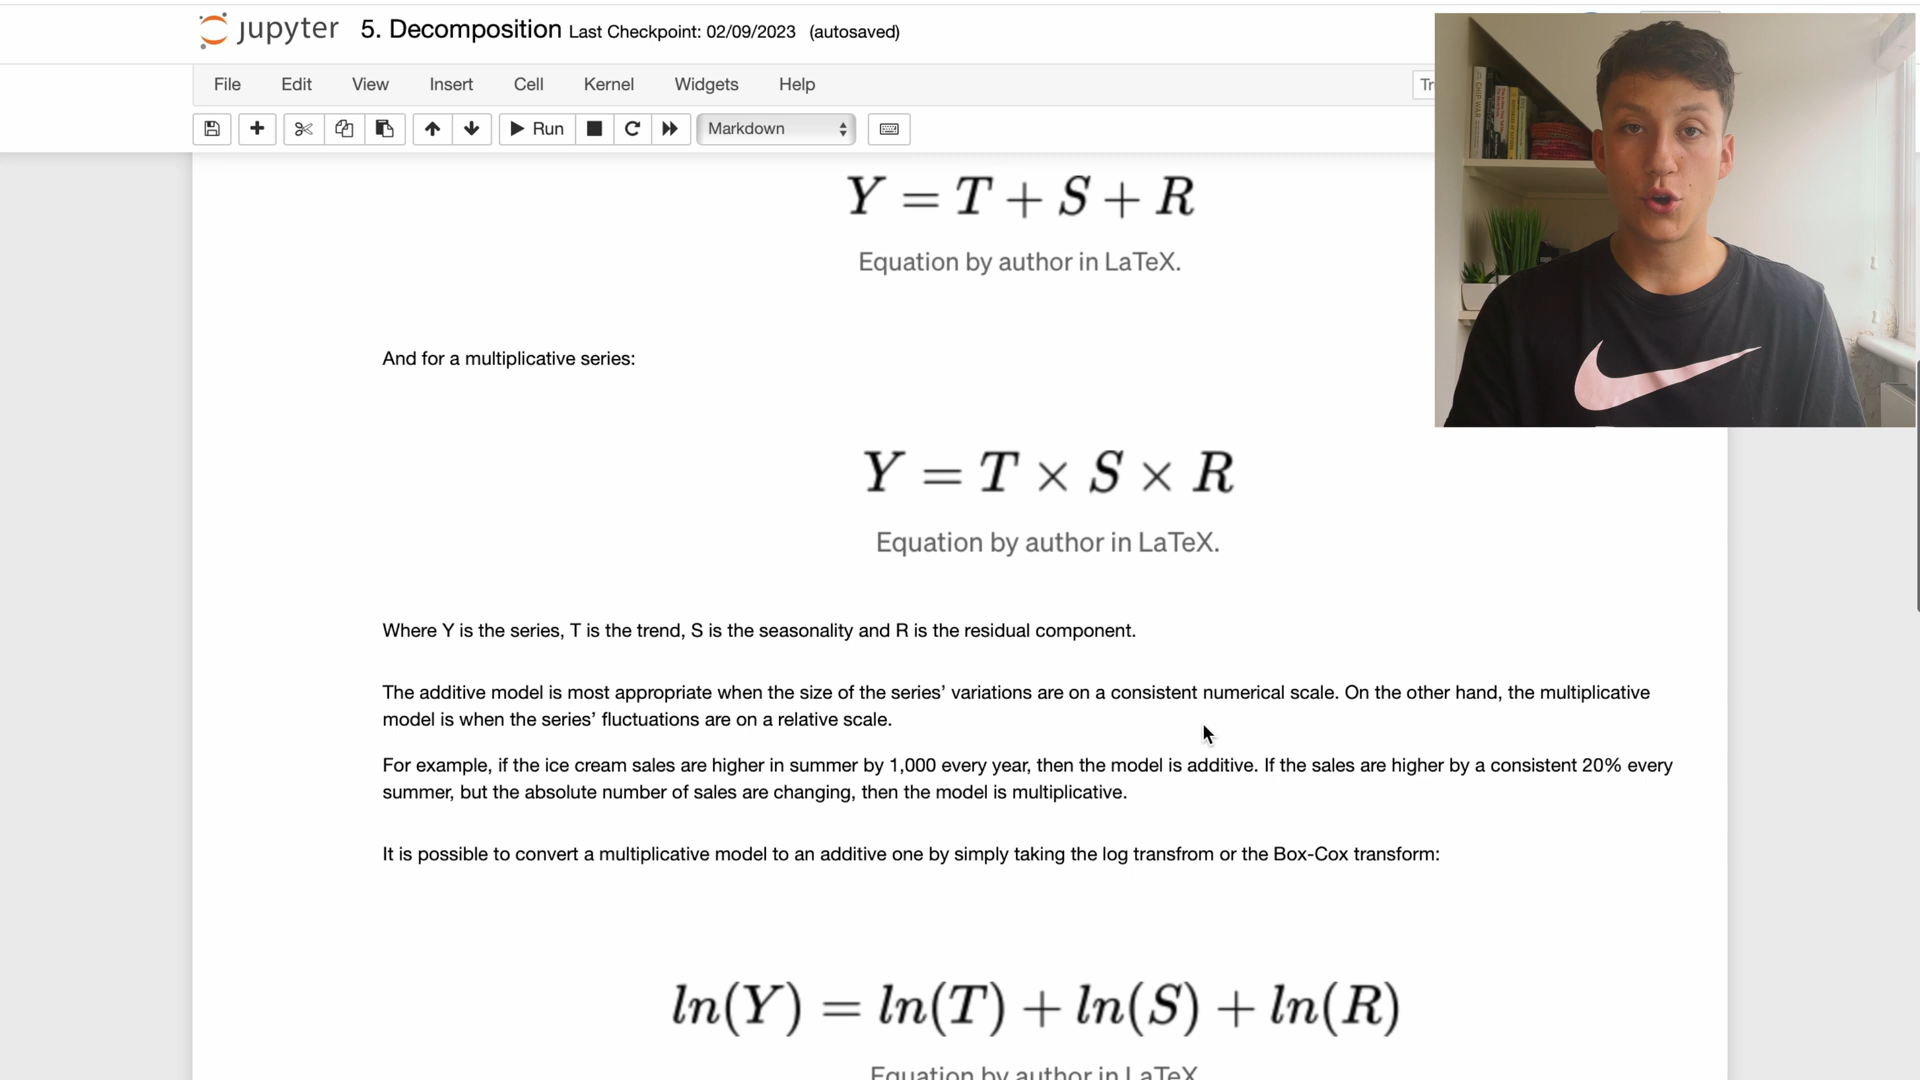 jupyter 5. Decomposition Last Checkpoint: 02/09/2023 (autosaved)
File Edit View Insert Cell Kernel Widgets Help
Run Markdown
Y = T + S + R
Equation by author in LaTeX.
And for a multiplicative series:
Y = T × S × R
Equation by author in LaTeX.
Where Y is the series, T is the trend, S is the seasonality and R is the residual component.
The additive model is most appropriate when the size of the series’ variations are on a consistent numerical scale. On the other hand, the multiplicative
model is when the series’ fluctuations are on a relative scale.
For example, if the ice cream sales are higher in summer by 1,000 every year, then the model is additive. If the sales are higher by a consistent 20% every
summer, but the absolute number of sales are changing, then the model is multiplicative.
It is possible to convert a multiplicative model to an additive one by simply taking the log transfrom or the Box-Cox transform:
ln(Y) = ln(T) + ln(S) + ln(R)
Equation by author in LaTeX.